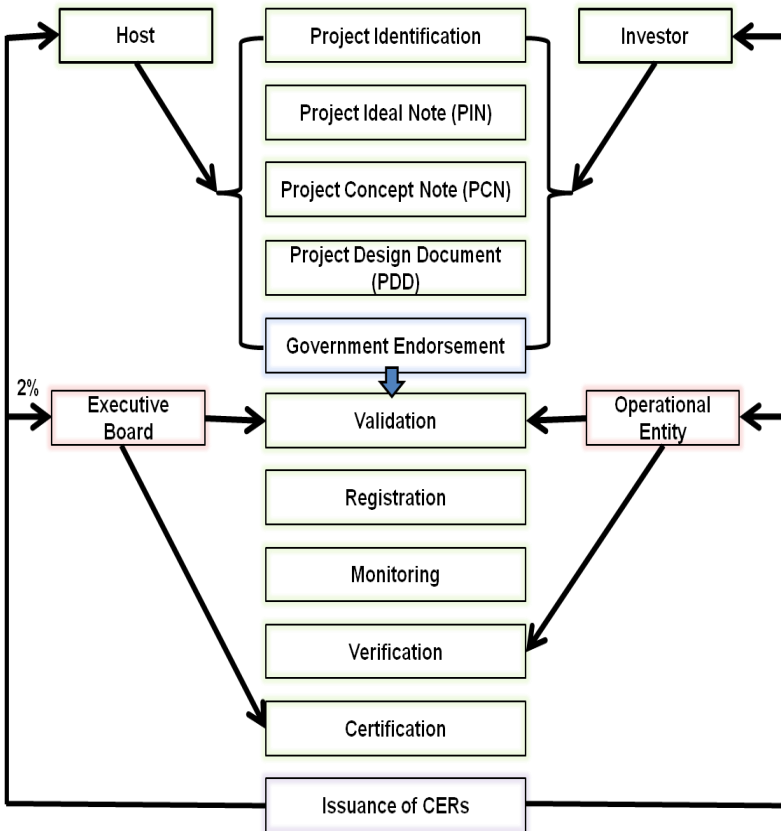 Host
Project Identification
Investor
Project Ideal Note (PIN)
Project Concept Note (PCN)
Project Design Document
(PDD)
Government Endorsement
2%
Executive
Board
Validation
Operational
Entity
Registration
Monitoring
Verification
Certification
Issuance of CERs